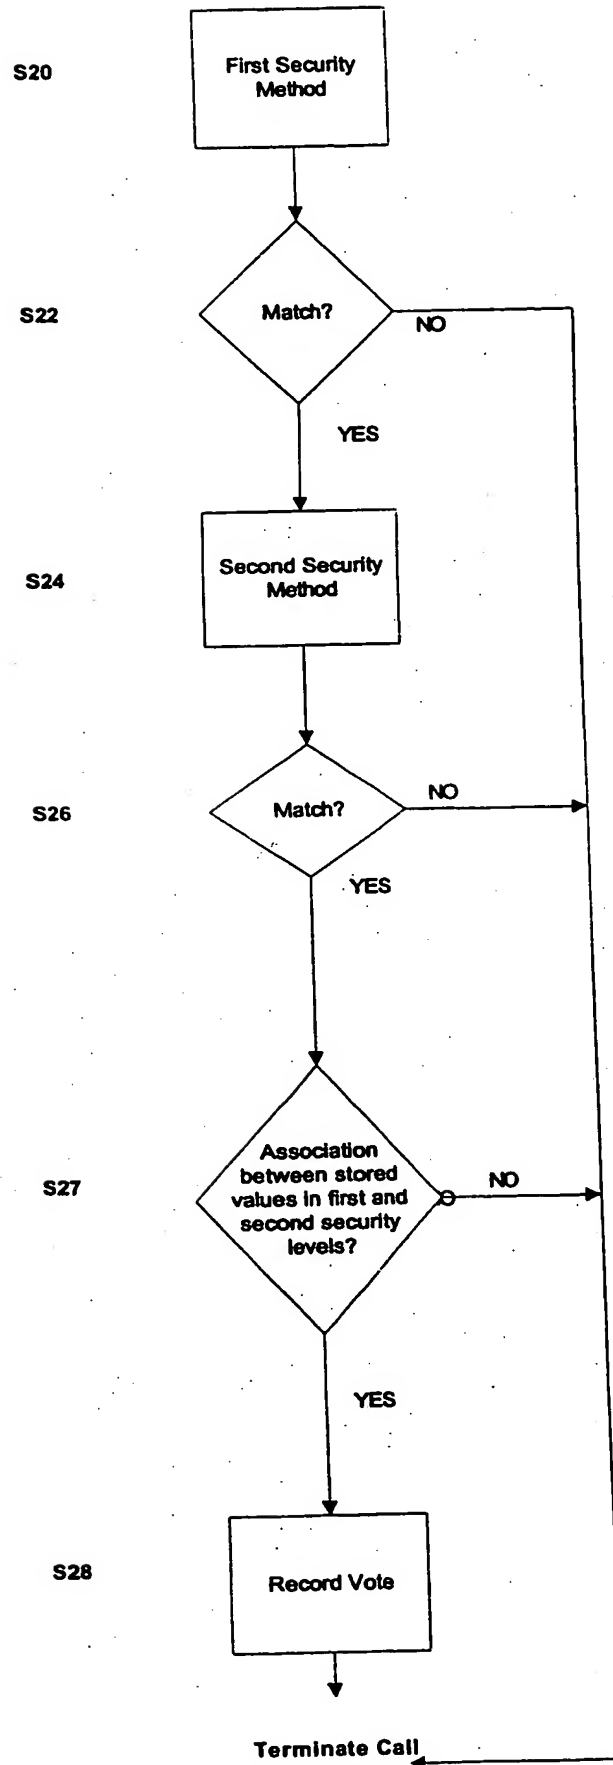 S20
First Security
Method
S22
Match?
NO
YES
S24
Second Security
Method
S26
Match?
NO
YES
S27
Association
between stored
values in first and
second security
levels?
NO
YES
S28
Record Vote
Terminate Call